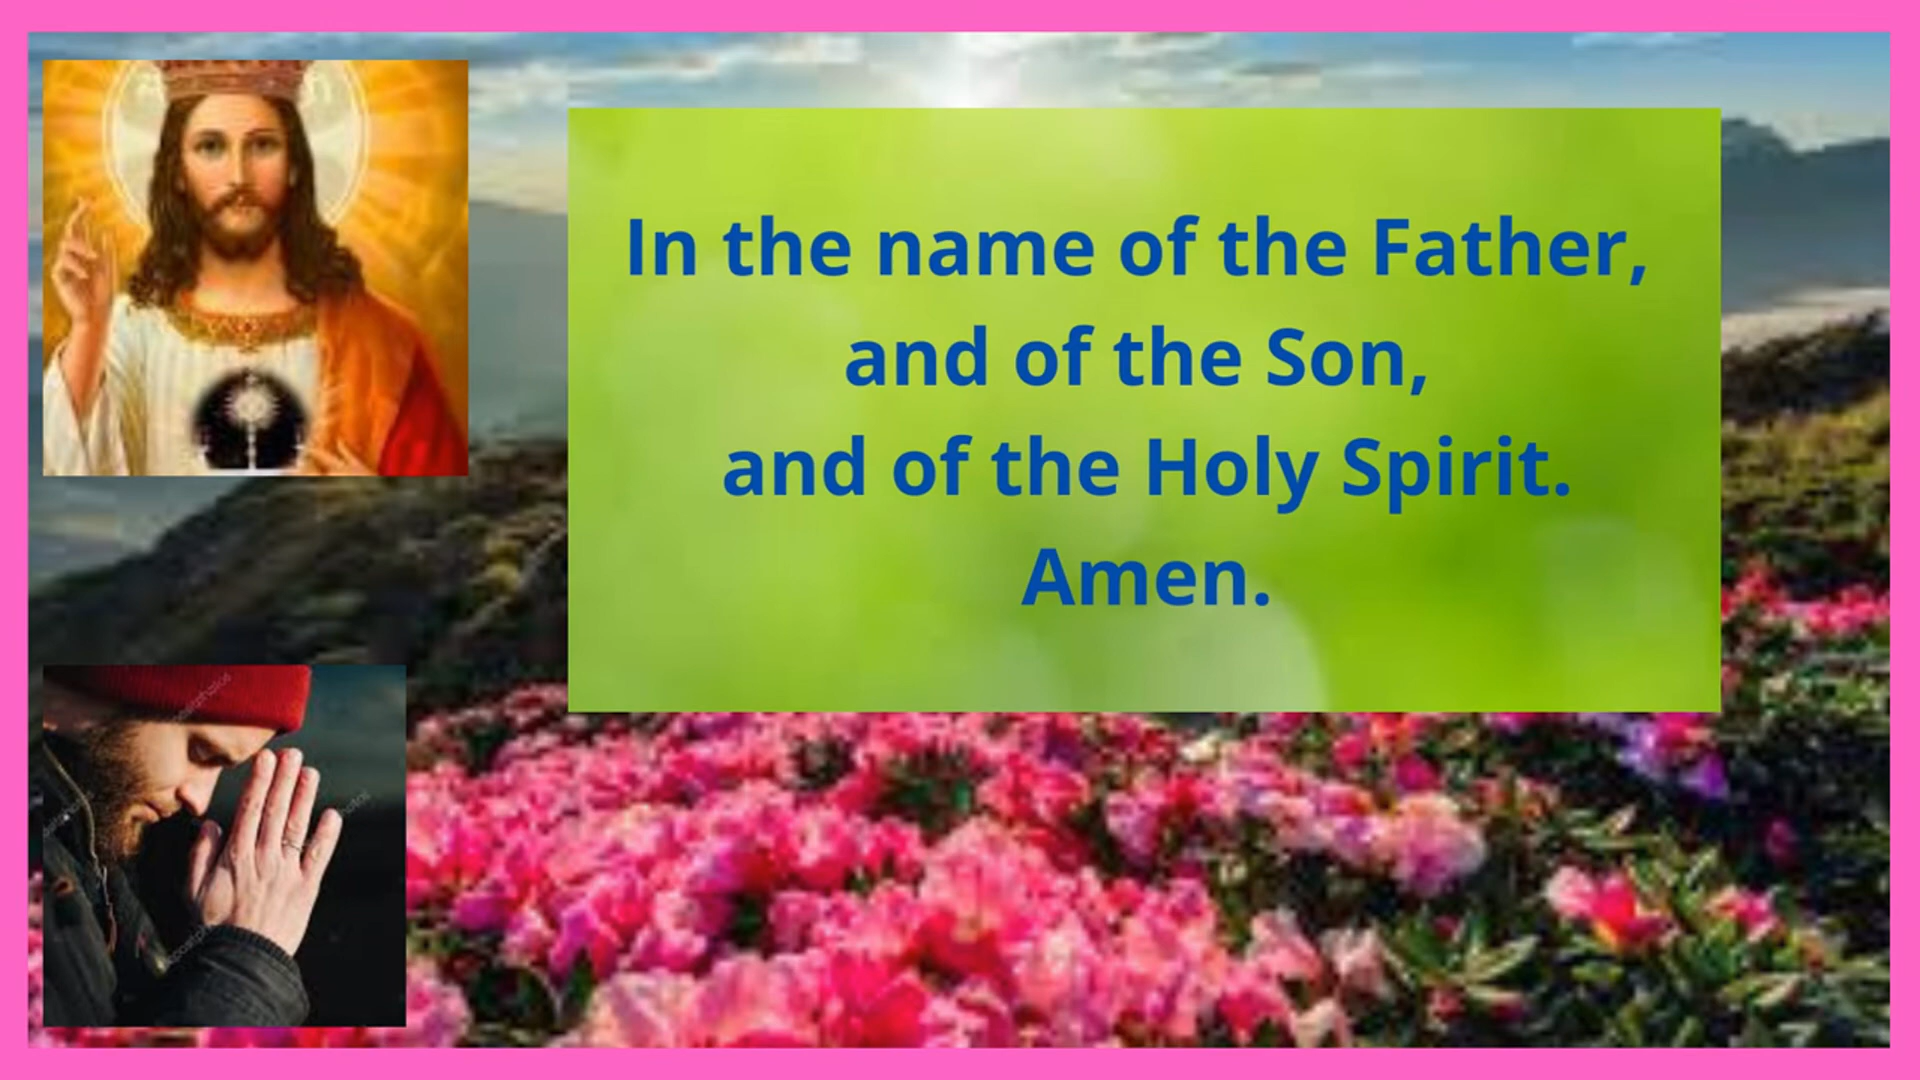 In the name of the Father,
and of the Son,
and of the Holy Spirit.
Amen.